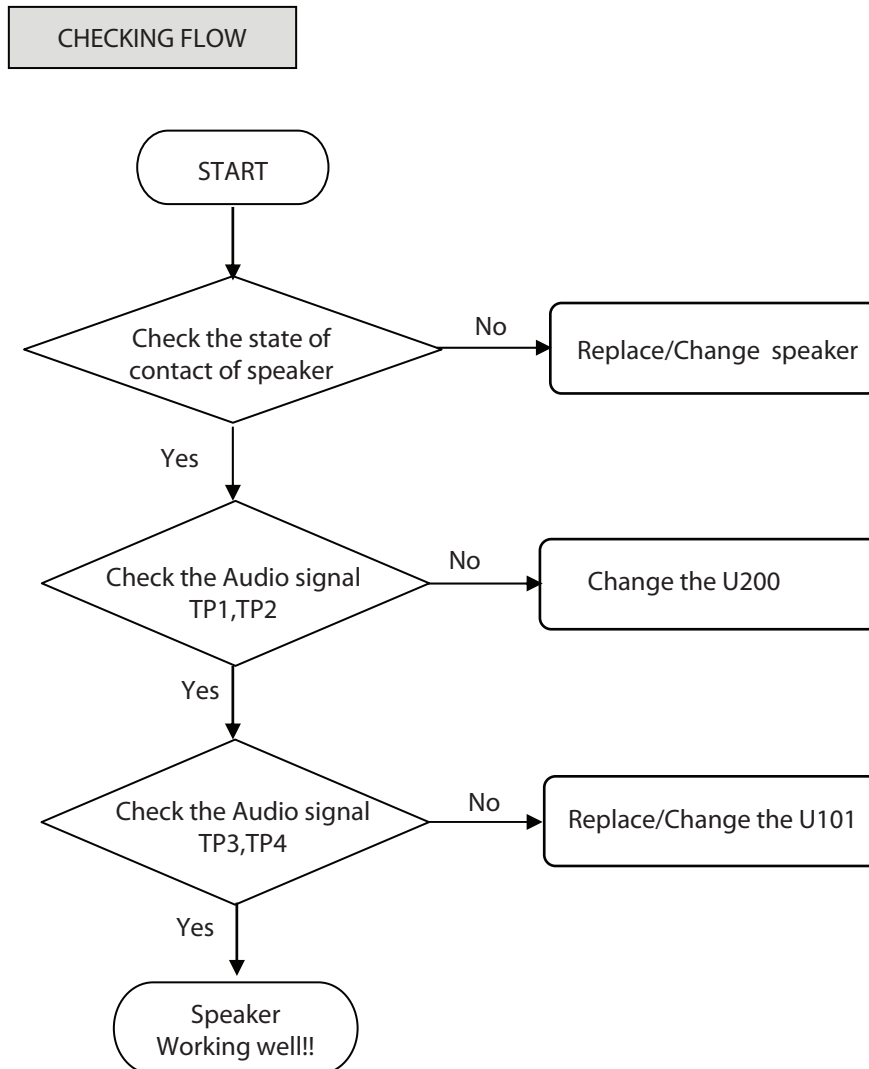 CHECKING FLOW
START
Check the state of
contact of speaker
No
Replace/Change speaker
Yes
Check the Audio signal
TP1,TP2
No
Change the U200
Yes
Check the Audio signal
TP3,TP4
No
Replace/Change the U101
Yes
Speaker
Working well!!